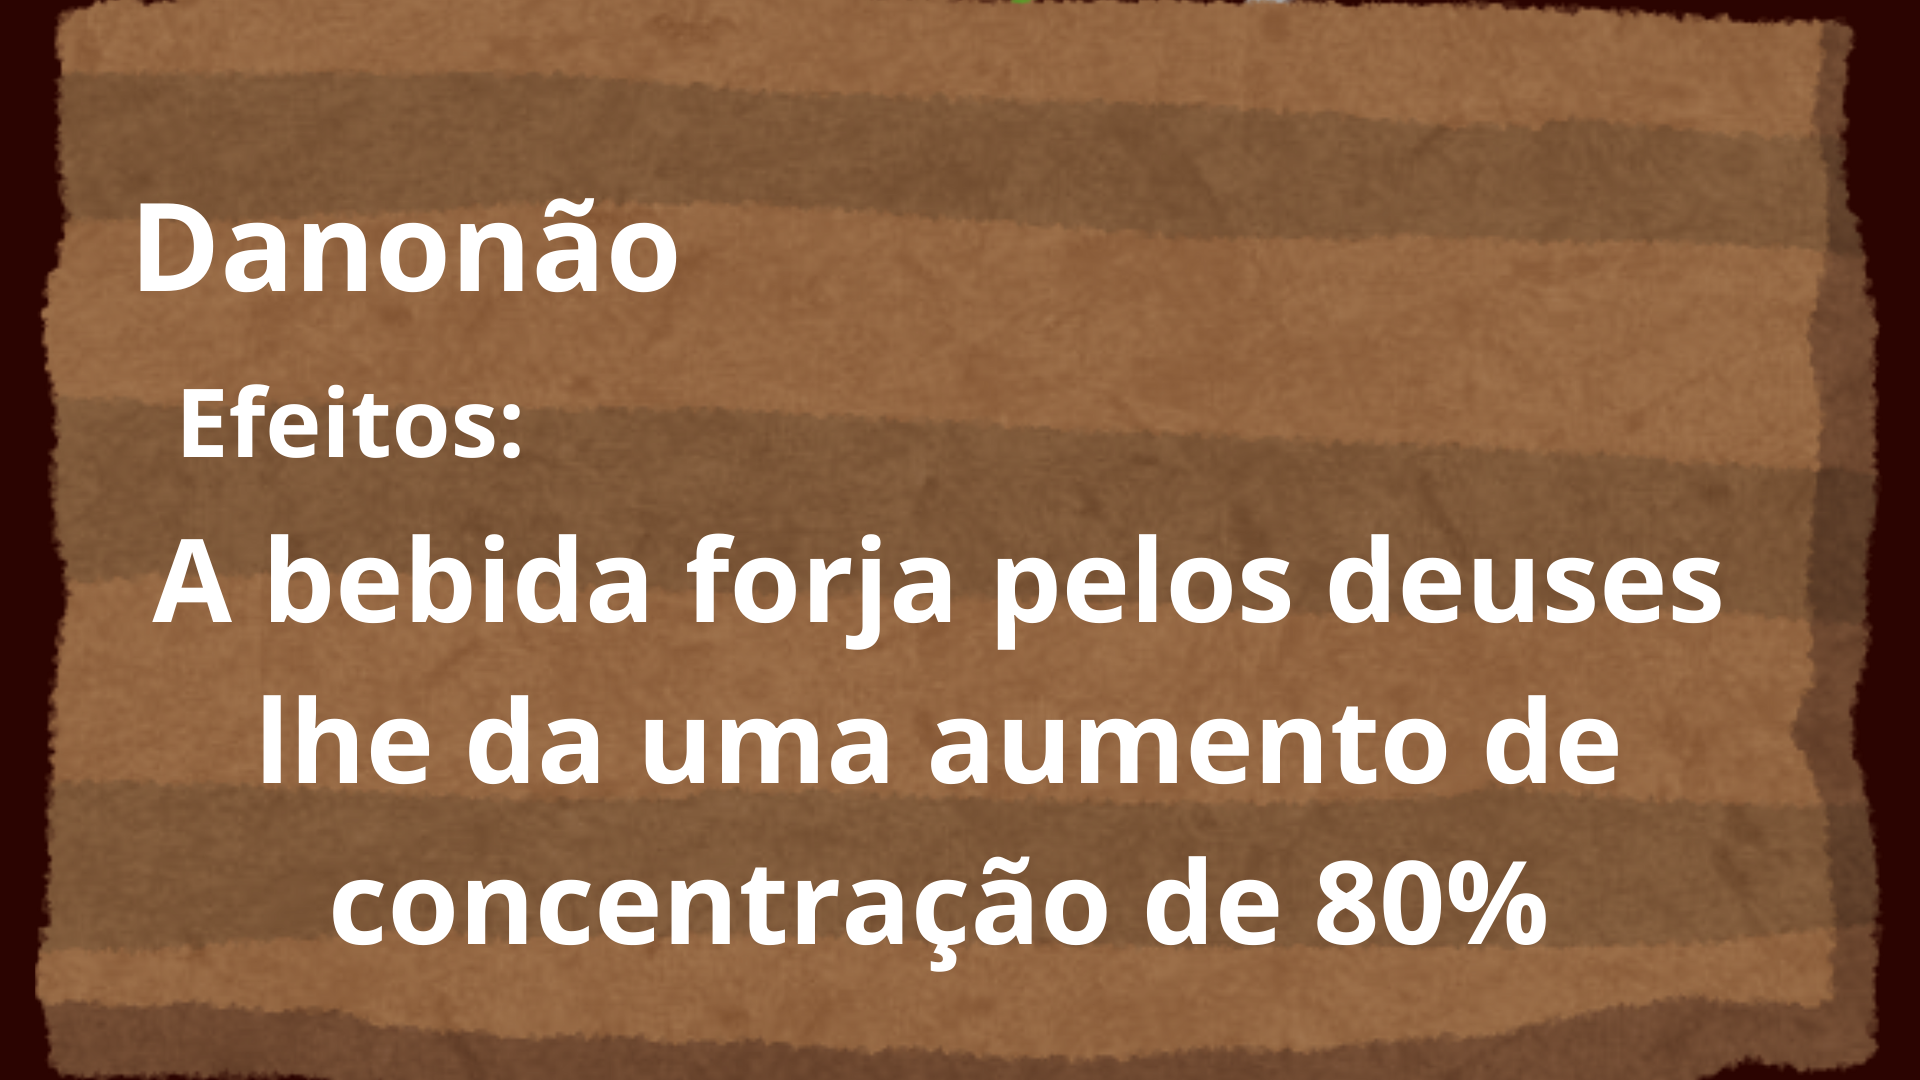 Danonão
Efeitos:
A bebida forja pelos deuses
lhe da uma aumento de
concentração de 80%